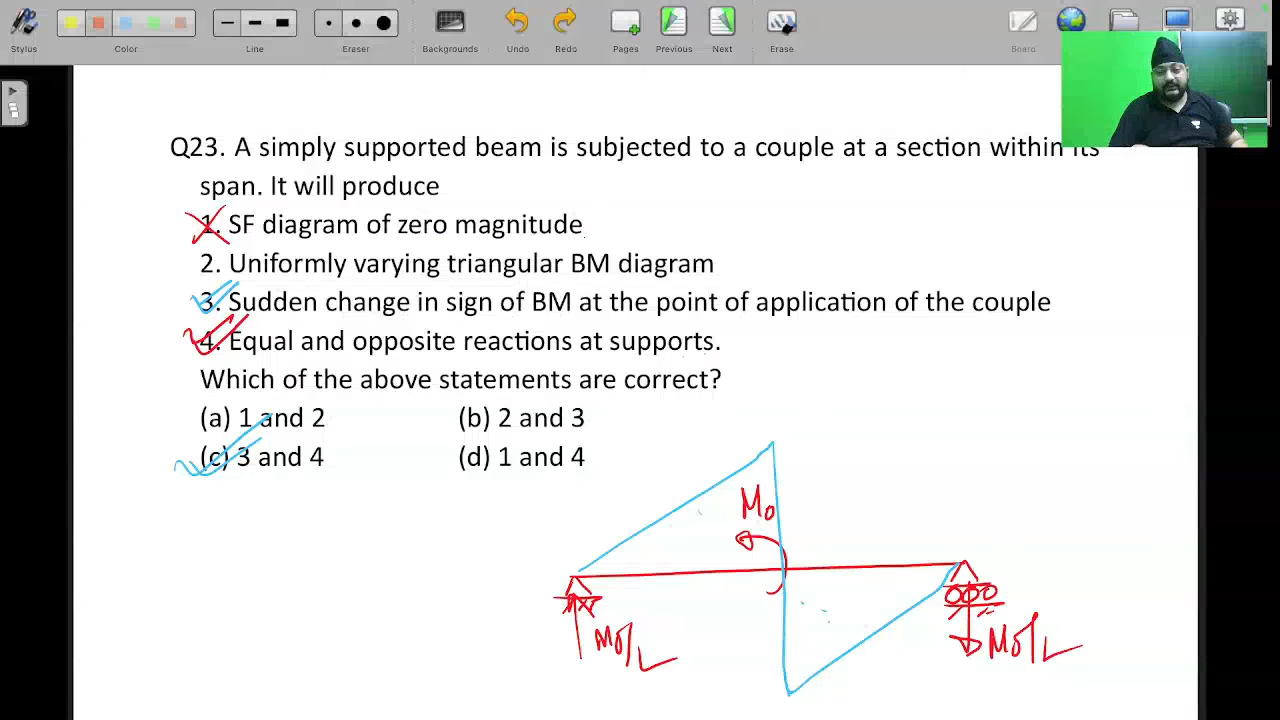 Stylus
Color
Line
Eraser
Backgrounds
Undo
Redo
Pages
Previous
Next
Erase
Board
Q23. A simply supported beam is subjected to a couple at a section within its
span. It will produce
1. SF diagram of zero magnitude
2. Uniformly varying triangular BM diagram
3. Sudden change in sign of BM at the point of application of the couple
4. Equal and opposite reactions at supports.
Which of the above statements are correct?
(a) 1 and 2 (b) 2 and 3
(c) 3 and 4 (d) 1 and 4
M0
M0/L
M0/L